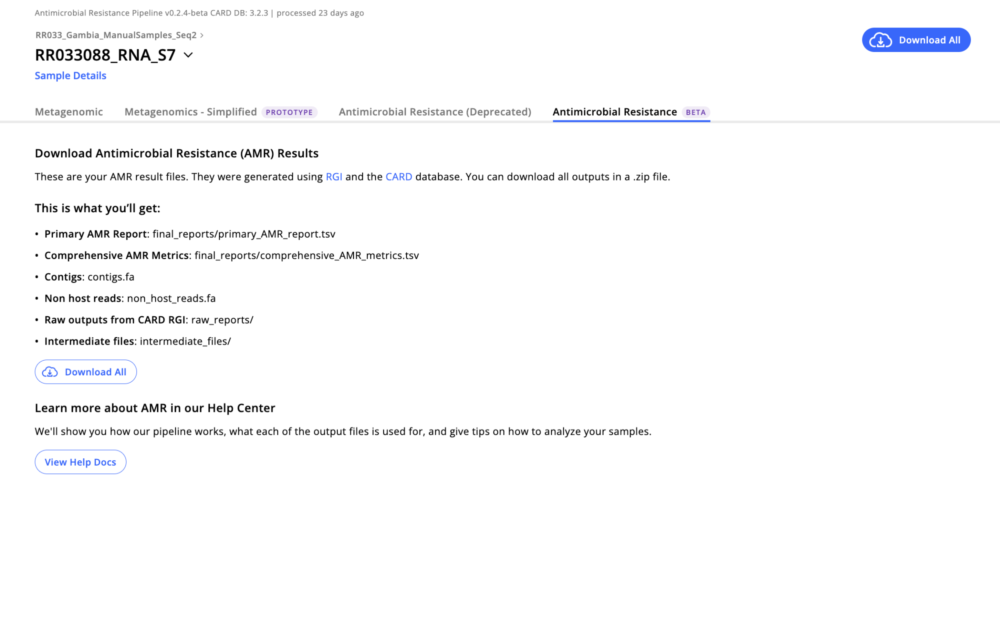 Antimicrobial Resistance Pipeline v0.2.4-beta CARD DB: 3.2.3 | processed 23 days ago
RR033_Gambia_ManualSamples_Seq2 >
RR033088_RNA_S7
Download All
Sample Details
Metagenomic
Metagenomics - Simplified PROTOTYPE
Antimicrobial Resistance (Deprecated)
Antimicrobial Resistance BETA
Download Antimicrobial Resistance (AMR) Results
These are your AMR result files. They were generated using RGI and the CARD database. You can download all outputs in a .zip file.
This is what you’ll get:
• Primary AMR Report: final_reports/primary_AMR_report.tsv
• Comprehensive AMR Metrics: final_reports/comprehensive_AMR_metrics.tsv
• Contigs: contigs.fa
• Non host reads: non_host_reads.fa
• Raw outputs from CARD RGI: raw_reports/
• Intermediate files: intermediate_files/
Download All
Learn more about AMR in our Help Center
We'll show you how our pipeline works, what each of the output files is used for, and give tips on how to analyze your samples.
View Help Docs